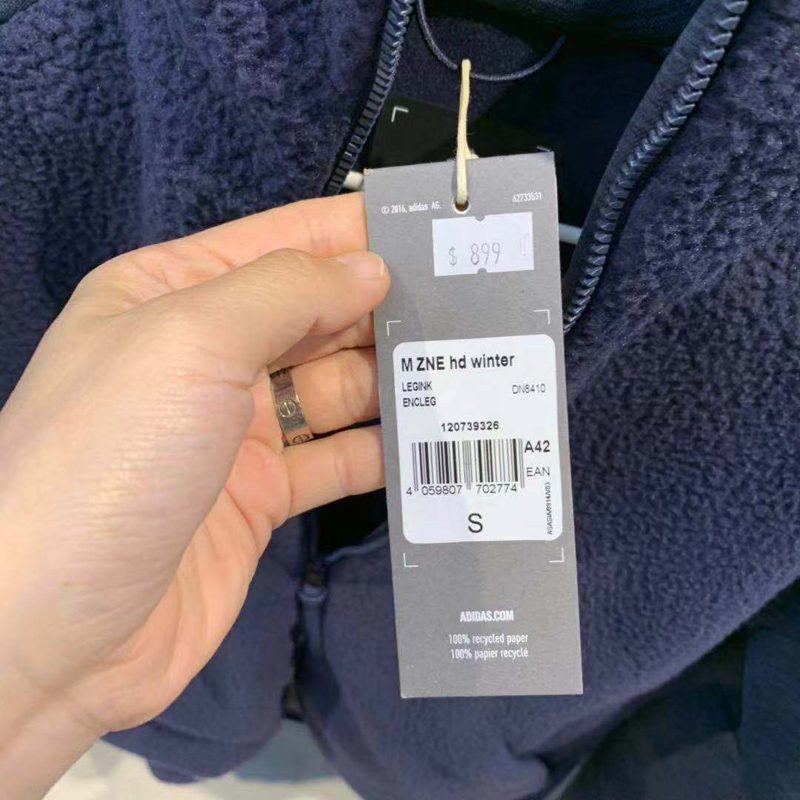 © 2016, adidas AG.
62733531
$ 899
M ZNE hd winter
LEGINK
DN8410
ENCLEG
120739326
A42
EAN
4 059807 702774
S
ADIDAS.COM
100% recycled paper
100% papier recyclé